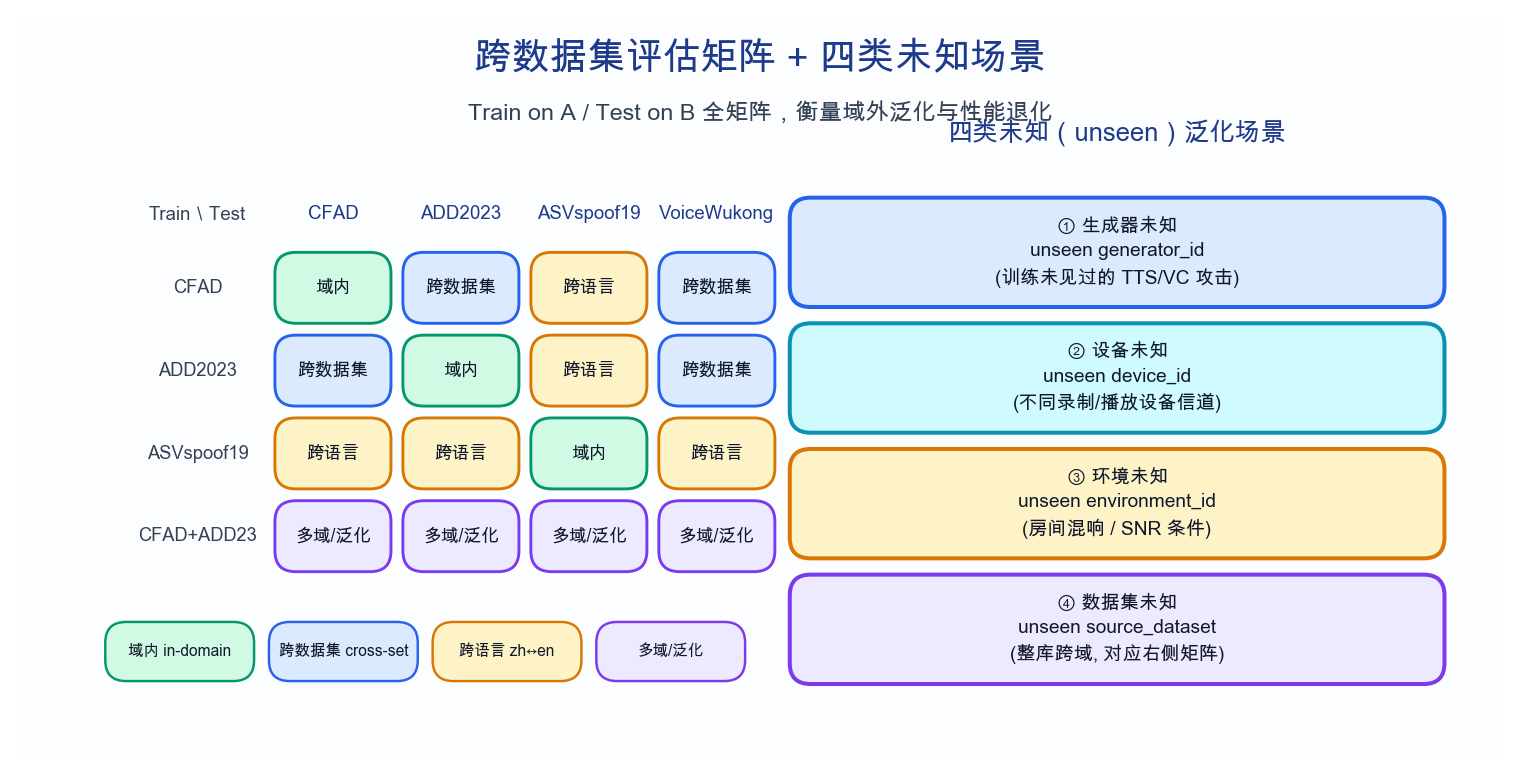 跨数据集评估矩阵 + 四类未知场景
Train on A / Test on B 全矩阵，衡量域外泛化与性能退化
四类未知（unseen）泛化场景
Train \ Test CFAD ADD2023 ASVspoof19 VoiceWukong
CFAD 域内 跨数据集 跨语言 跨数据集
ADD2023 跨数据集 域内 跨语言 跨数据集
ASVspoof19 跨语言 跨语言 域内 跨语言
CFAD+ADD23 多域/泛化 多域/泛化 多域/泛化 多域/泛化
域内 in-domain 跨数据集 cross-set 跨语言 zh↔en 多域/泛化
① 生成器未知
unseen generator_id
(训练未见过的 TTS/VC 攻击)
② 设备未知
unseen device_id
(不同录制/播放设备信道)
③ 环境未知
unseen environment_id
(房间混响 / SNR 条件)
④ 数据集未知
unseen source_dataset
(整库跨域, 对应右侧矩阵)